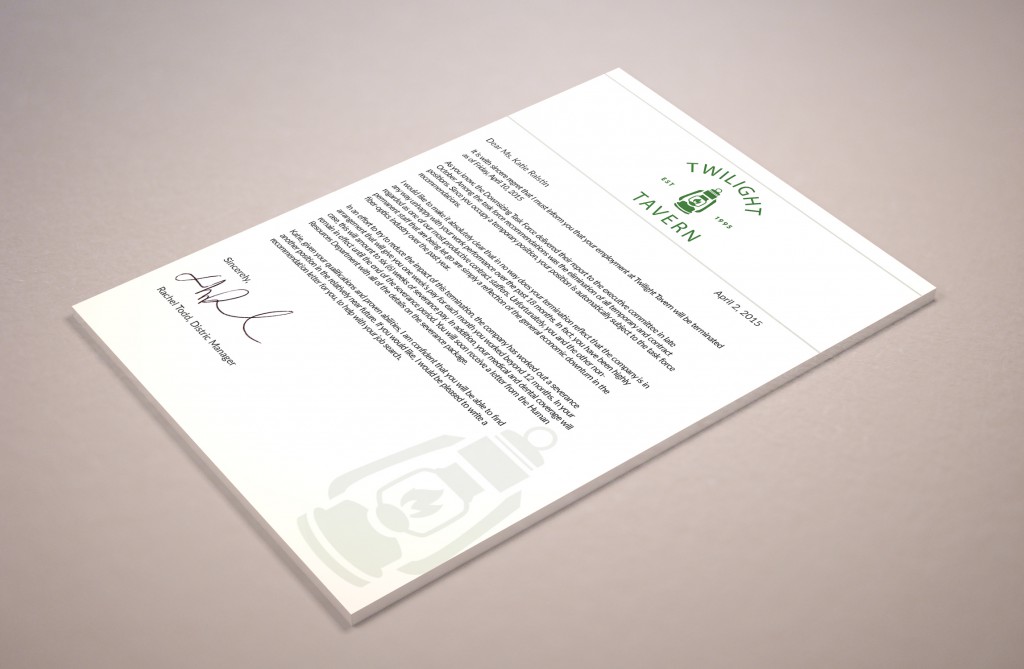 TWILIGHT
EST 1995
TAVERN
April 2, 2015
Dear Ms. Katie Ralstin
It is with sincere regret that I must inform you that your employment at Twilight Tavern will be terminated
as of Friday, April 10, 2015
As you know, the Downsizing Task Force delivered their report to the executive committee in late
October. Among the task force recommendations was the elimination of all temporary and contract
positions. Since you occupy a temporary position, your position is automatically subject to the task force
recommendations.
I would like to make it absolutely clear that in no way does your termination reflect that the company is in
any way unhappy with your work performance over the past 18 months. In fact, you have been highly
regarded as one of our most productive contract staffers. Unfortunately, you and the other non-
permanent staff that are being let go are simply a reflection of the general economic downturn in the
fiber-optics industry over the past year.
In an effort to try to reduce the impact of this termination, the company has worked out a severance
arrangement that will give you one week's pay for each month you worked beyond 12 months. In your
case, this will amount to six (6) weeks of severance pay. In addition, your medical and dental coverage will
remain in effect until the end of the severance period. You will soon receive a letter from the Human
Resources Department with all of the details on the severance package.
Katie, given your qualifications and proven abilities, I am confident that you will be able to find
another position in the relatively near future. If you would like, I would be pleased to write a
recommendation letter for you, to help with your job search.
Sincerely,
Rachel Todd, Distric Manager